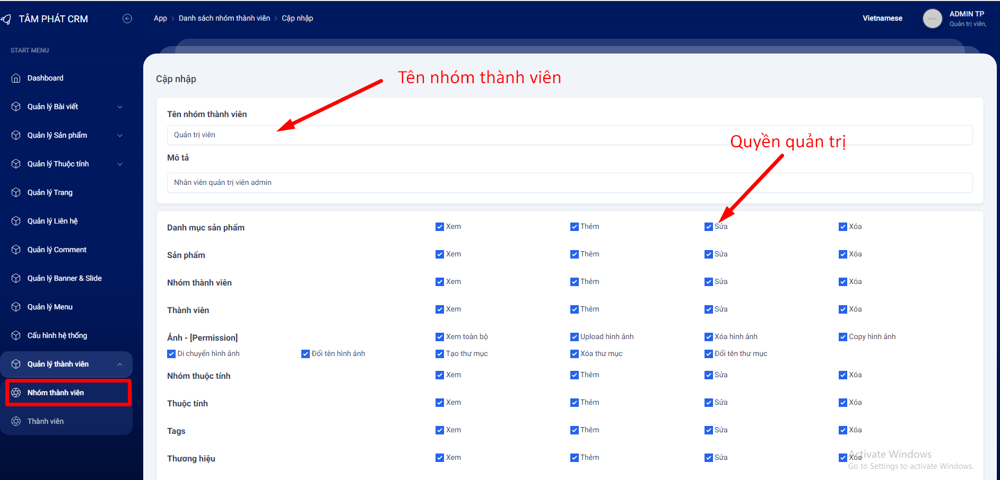 TÂM PHÁT CRM
App > Danh sách nhóm thành viên > Cập nhập
Vietnamese
ADMIN TP
Quản trị viên,
START MENU
Dashboard
Quản lý Bài viết
Quản lý Sản phẩm
Quản lý Thuộc tính
Quản lý Trang
Quản lý Liên hệ
Quản lý Comment
Quản lý Banner & Slide
Quản lý Menu
Cấu hình hệ thống
Quản lý thành viên
Nhóm thành viên
Thành viên
Cập nhập
Tên nhóm thành viên
Tên nhóm thành viên
Quản trị viên
Quyền quản trị
Mô tả
Nhân viên quản trị viên admin
Danh mục sản phẩm Xem Thêm Sửa Xóa
Sản phẩm Xem Thêm Sửa Xóa
Nhóm thành viên Xem Thêm Sửa Xóa
Thành viên Xem Thêm Sửa Xóa
Ảnh - [Permission] Xem toàn bộ Upload hình ảnh Xóa hình ảnh Copy hình ảnh
Di chuyển hình ảnh Đổi tên hình ảnh Tạo thư mục Xóa thư mục Đổi tên thư mục
Nhóm thuộc tính Xem Thêm Sửa Xóa
Thuộc tính Xem Thêm Sửa Xóa
Tags Xem Thêm Sửa Xóa
Thương hiệu Xem Thêm Sửa Xóa
Activate Windows
Go to Settings to activate Windows.